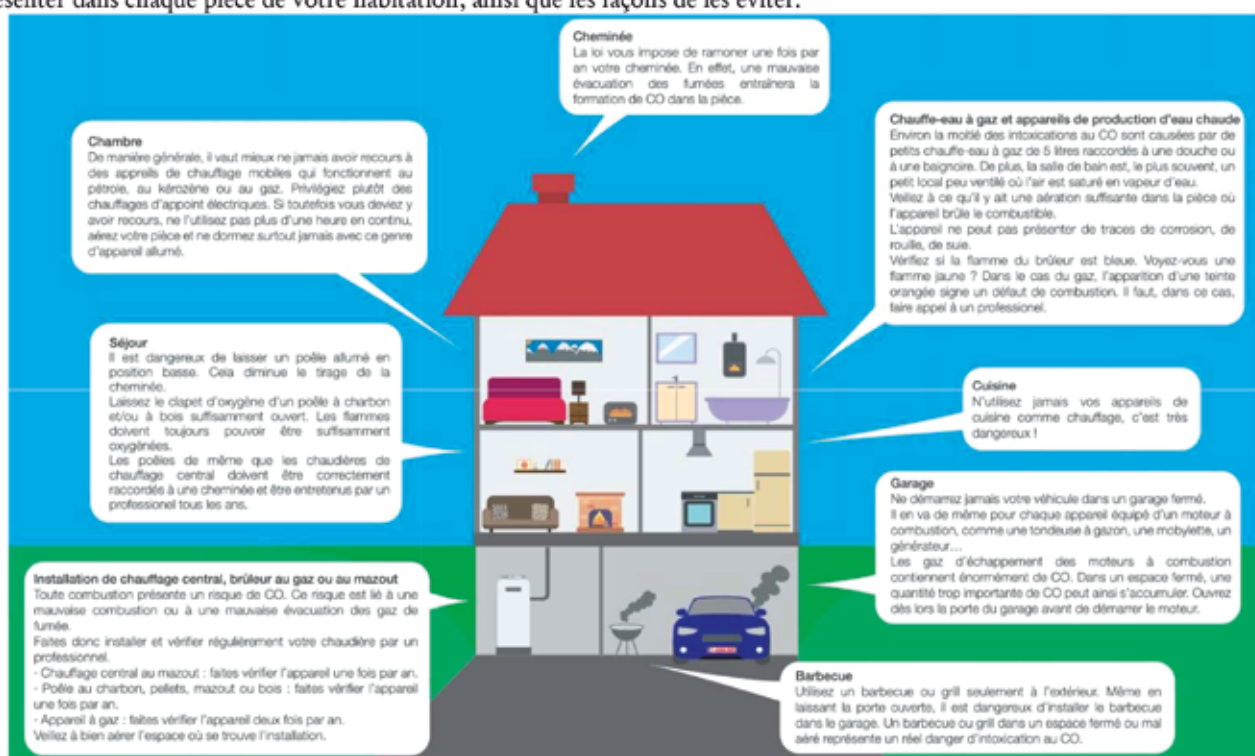 ésenter dans chaque pièce de votre habitation, ainsi que les façons de les éviter.
Cheminée
La loi vous impose de ramoner une fois par
an votre cheminée. En effet, une mauvaise
évacuation des fumées entraînera la
formation de CO dans la pièce.
Chambre
De manière générale, il vaut mieux ne jamais avoir recours à
des apprels de chauffage mobiles qui fonctionnent au
pétrole, au kérozène ou au gaz. Privilégiez plutôt des
chauffages d'appoint électriques. Si toutefois vous deviez y
avoir recours, ne l'utilisez pas plus d'une heure en continu,
aérez votre pièce et ne dormez surtout jamais avec ce genre
d'appareil allumé.
Chauffe-eau à gaz et appareils de production d'eau chaude
Environ la moitié des intoxications au CO sont causées par de
petits chauffe-eau à gaz de 5 litres raccordés à une douche ou
à une baignoire. De plus, la salle de bain est, le plus souvent, un
petit local peu ventilé où l'air est saturé en vapeur d'eau.
Veillez à ce qu'il y ait une aération suffisante dans la pièce où
l'appareil brûle le combustible.
L'appareil ne peut pas présenter de traces de corrosion, de
rouille, de suie.
Vérifiez si la flamme du brûleur est bleue. Voyez-vous une
flamme jaune ? Dans le cas du gaz, l'apparition d'une teinte
orangée signe un défaut de combustion. Il faut, dans ce cas,
faire appel à un professionel.
Séjour
Il est dangereux de laisser un poêle allumé en
position basse. Cela diminue le tirage de la
cheminée.
Laissez le clapet d'oxygène d'un poêle à charbon
et/ou à bois suffisamment ouvert. Les flammes
doivent toujours pouvoir être suffisamment
oxygénées.
Les poêles de même que les chaudières de
chauffage central doivent être correctement
raccordés à une cheminée et être entretenus par un
professionel tous les ans.
Cuisine
N'utilisez jamais vos appareils de
cuisine comme chauffage, c'est très
dangereux !
Garage
Ne démarrez jamais votre véhicule dans un garage fermé.
Il en va de même pour chaque appareil équipé d'un moteur à
combustion, comme une tondeuse à gazon, une mobylette, un
générateur...
Les gaz d'échappement des moteurs à combustion
contiennent énormément de CO. Dans un espace fermé, une
quantité trop importante de CO peut ainsi s'accumuler. Ouvrez
dès lors la porte du garage avant de démarrer le moteur.
Installation de chauffage central, brûleur au gaz ou au mazout
Toute combustion présente un risque de CO. Ce risque est lié à une
mauvaise combustion ou à une mauvaise évacuation des gaz de
fumée.
Faites donc installer et vérifier régulièrement votre chaudière par un
professionnel.
- Chauffage central au mazout : faites vérifier l'appareil une fois par an.
- Poêle au charbon, pellets, mazout ou bois : faites vérifier l'appareil
une fois par an.
- Appareil à gaz : faites vérifier l'appareil deux fois par an.
Veillez à bien aérer l'espace où se trouve l'installation.
Barbecue
Utilisez un barbecue ou grill seulement à l'extérieur. Même en
laissant la porte ouverte, il est dangereux d'installer le barbecue
dans le garage. Un barbecue ou grill dans un espace fermé ou mal
aéré représente un réel danger d'intoxication au CO.